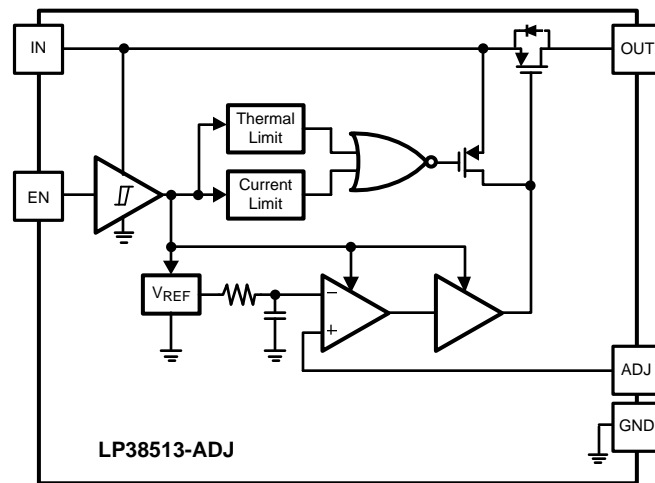 IN
OUT
Thermal
Limit
EN
Current
Limit
VREF
−
+
ADJ
GND
LP38513-ADJ